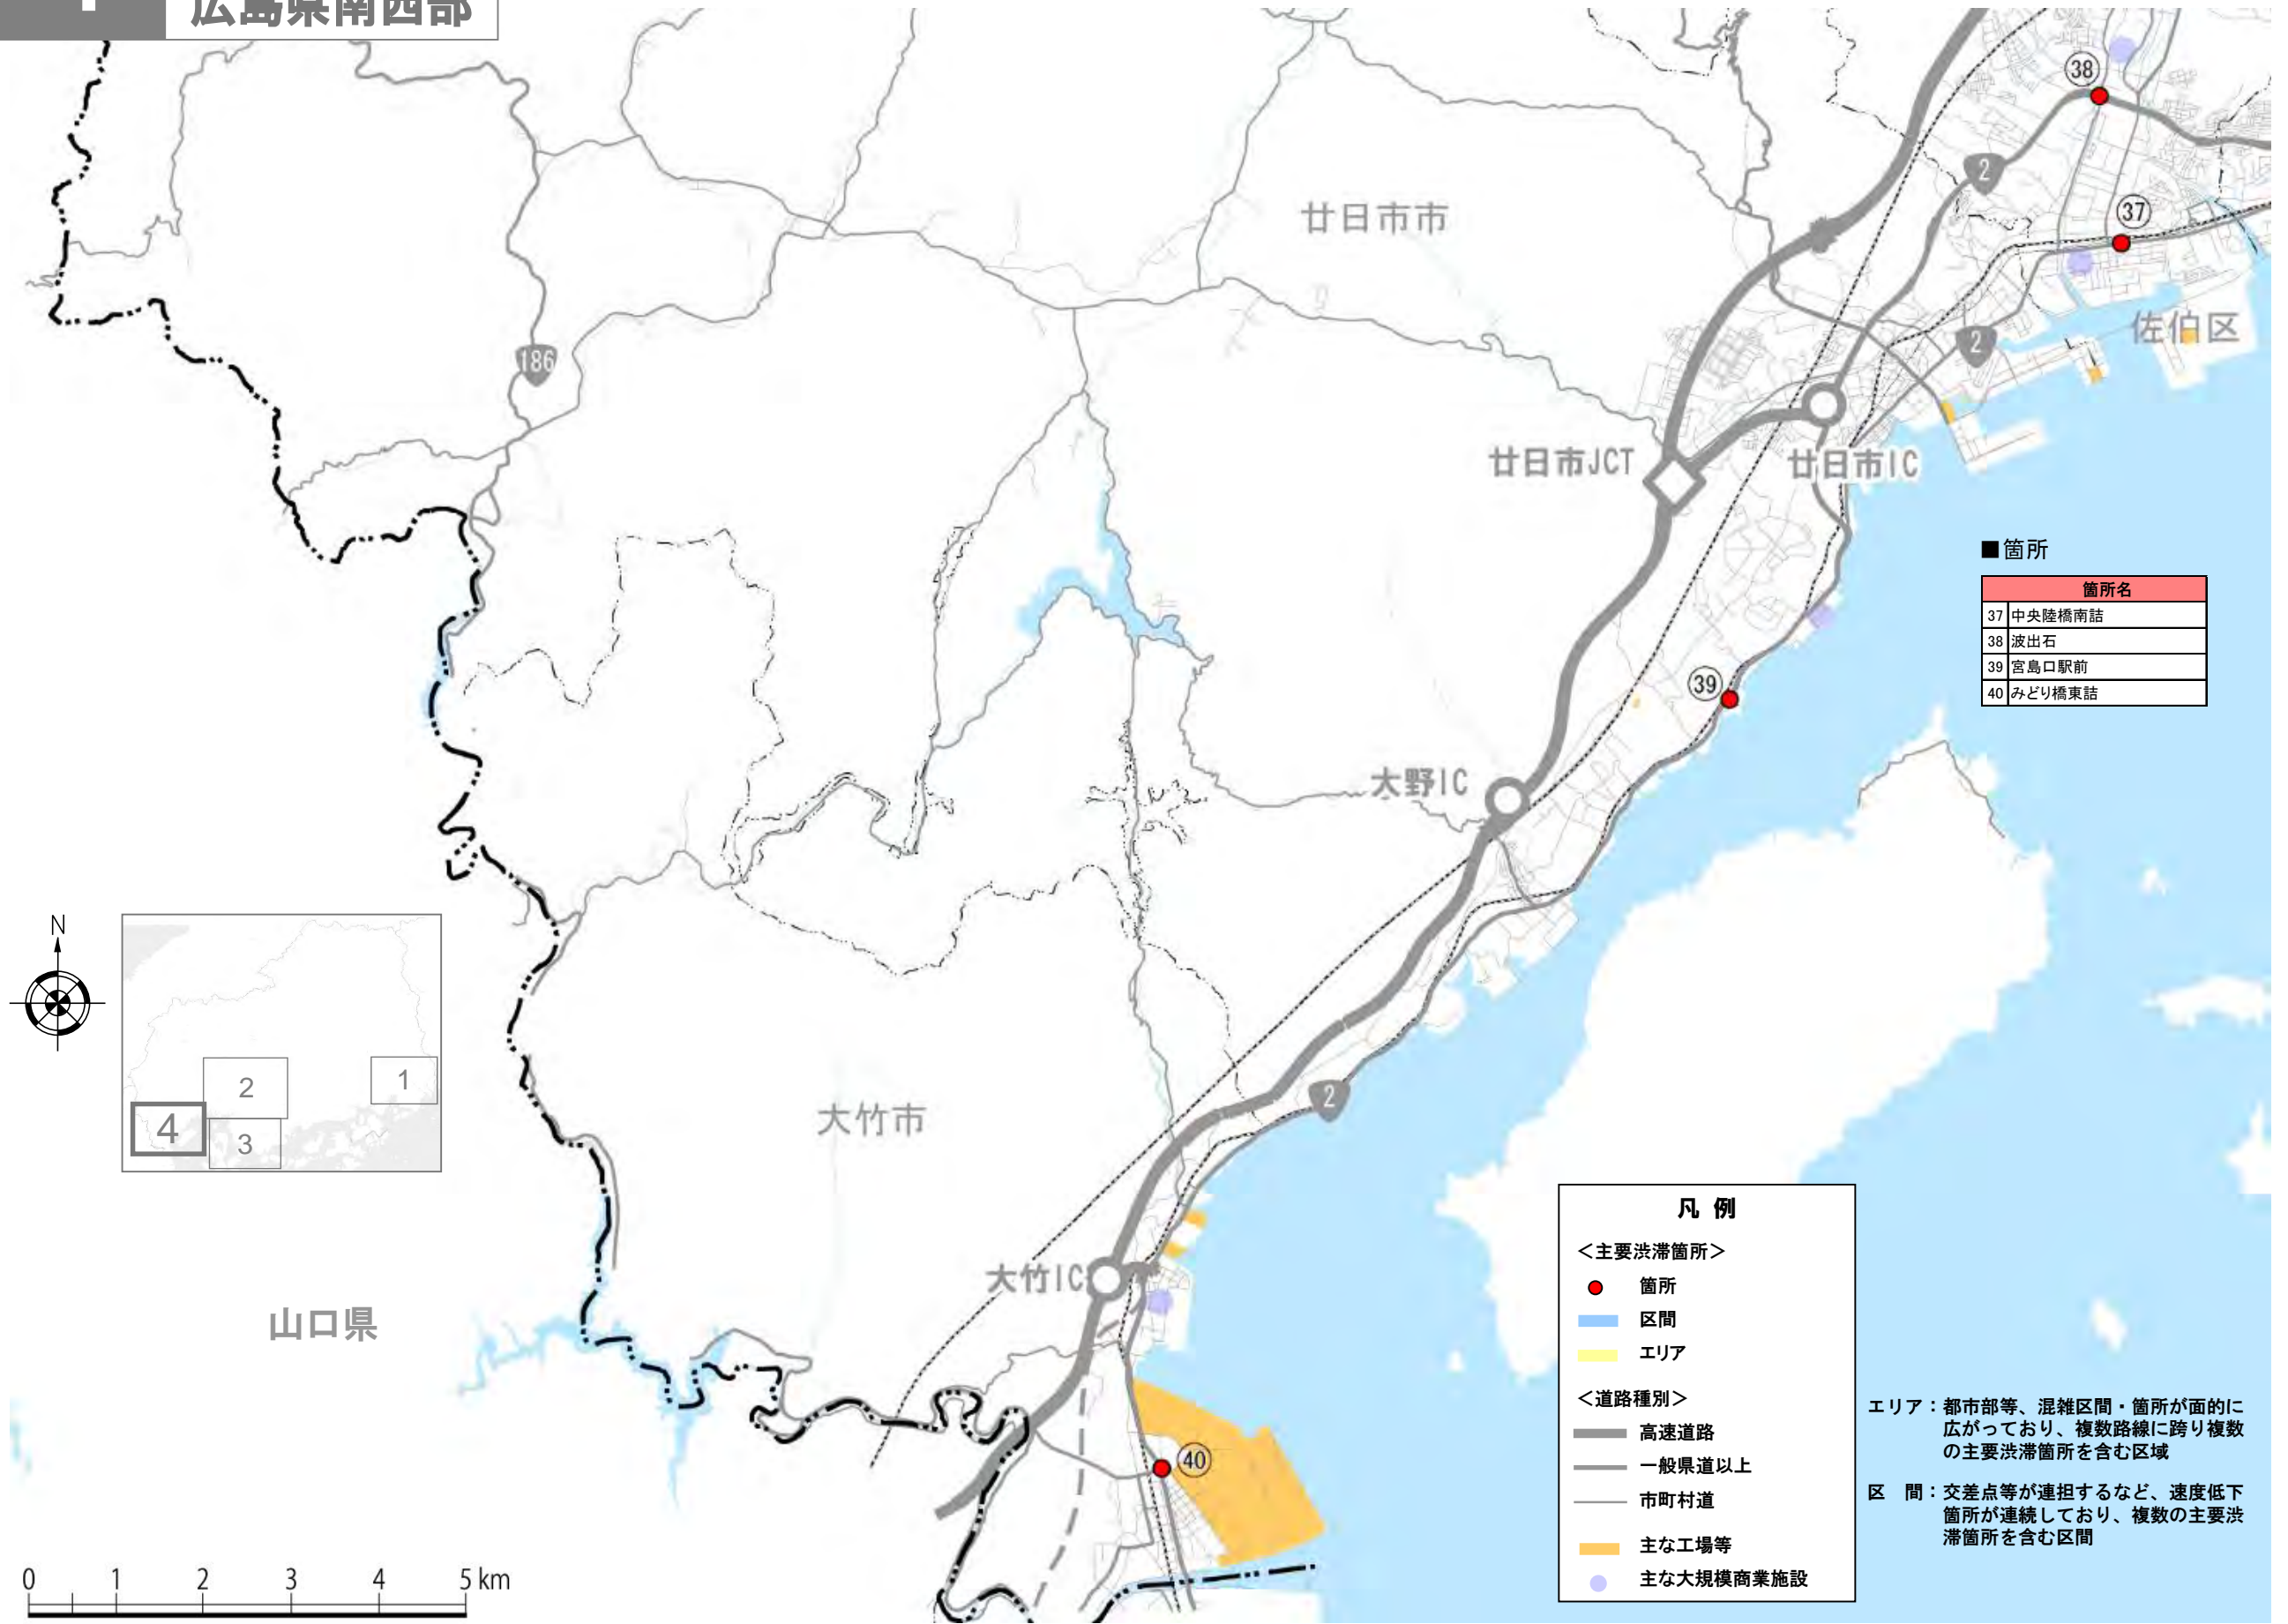 広島県南西部
38
2
37
廿日市市
佐伯区
2
186
廿日市JCT
廿日市IC
■箇所
箇所名
37 中央陸橋南詰
38 波出石
39 宮島口駅前
40 みどり橋東詰
39
大野IC
N
1
2
3
4
大竹市
2
大竹IC
山口県
40
凡 例
<主要渋滞箇所>
箇所
区間
エリア
<道路種別>
高速道路
一般県道以上
市町村道
主な工場等
主な大規模商業施設
エリア:都市部等、混雑区間・箇所が面的に
広がっており、複数路線に跨り複数
の主要渋滞箇所を含む区域
区 間:交差点等が連担するなど、速度低下
箇所が連続しており、複数の主要渋
滞箇所を含む区間
0 1 2 3 4 5 km